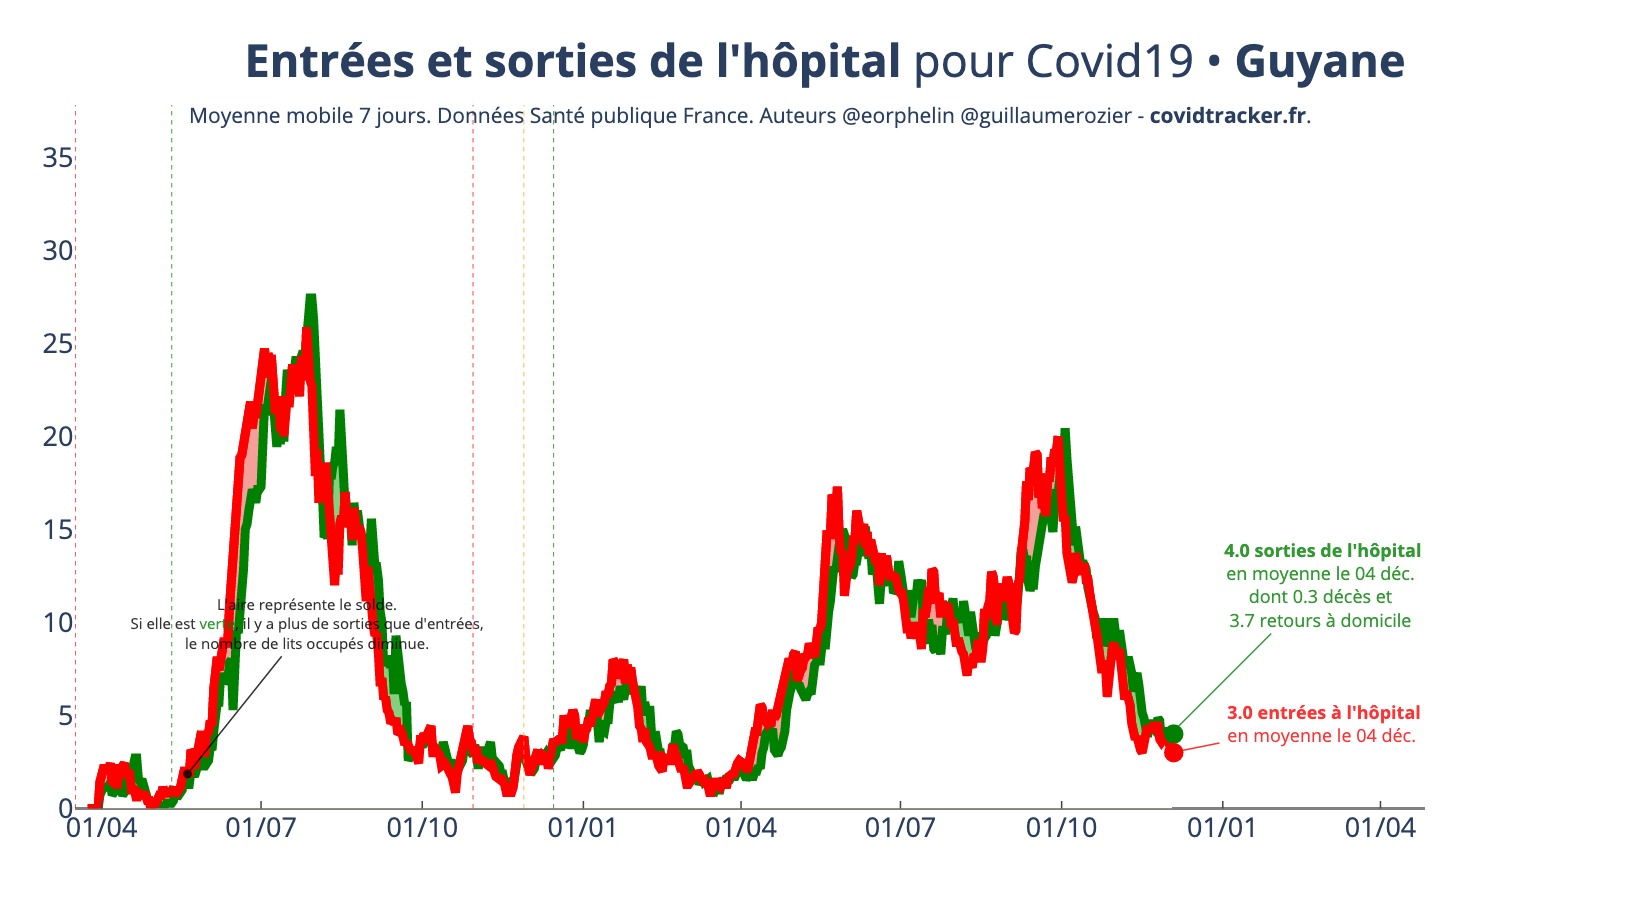 Entrées et sorties de l'hôpital pour Covid19 • Guyane
Moyenne mobile 7 jours. Données Santé publique France. Auteurs @eorphelin @guillaumerozier - covidtracker.fr.
35
30
25
20
15
10
5
0
L'aire représente le solde.
Si elle est verte, il y a plus de sorties que d'entrées,
le nombre de lits occupés diminue.
4.0 sorties de l'hôpital
en moyenne le 04 déc.
dont 0.3 décès et
3.7 retours à domicile
3.0 entrées à l'hôpital
en moyenne le 04 déc.
01/04 01/07 01/10 01/01 01/04 01/07 01/10 01/01 01/04